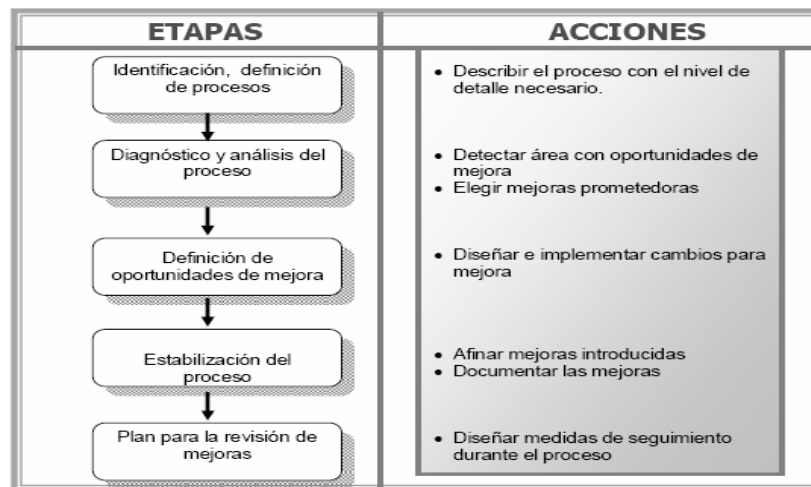 ETAPAS
ACCIONES
Identificación, definición
de procesos
• Describir el proceso con el nivel de
detalle necesario.
Diagnóstico y análisis del
proceso
• Detectar área con oportunidades de
mejora
• Elegir mejoras prometedoras
Definición de
oportunidades de mejora
• Diseñar e implementar cambios para
mejora
Estabilización del
proceso
• Afinar mejoras introducidas
• Documentar las mejoras
Plan para la revisión de
mejoras
• Diseñar medidas de seguimiento
durante el proceso